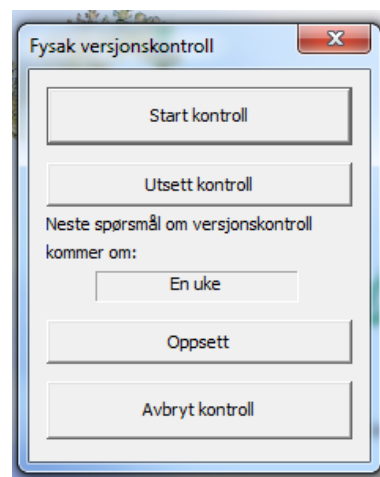 Fysak versjonskontroll
Start kontroll
Utsett kontroll
Neste spørsmål om versjonskontroll
kommer om:
En uke
Oppsett
Avbryt kontroll